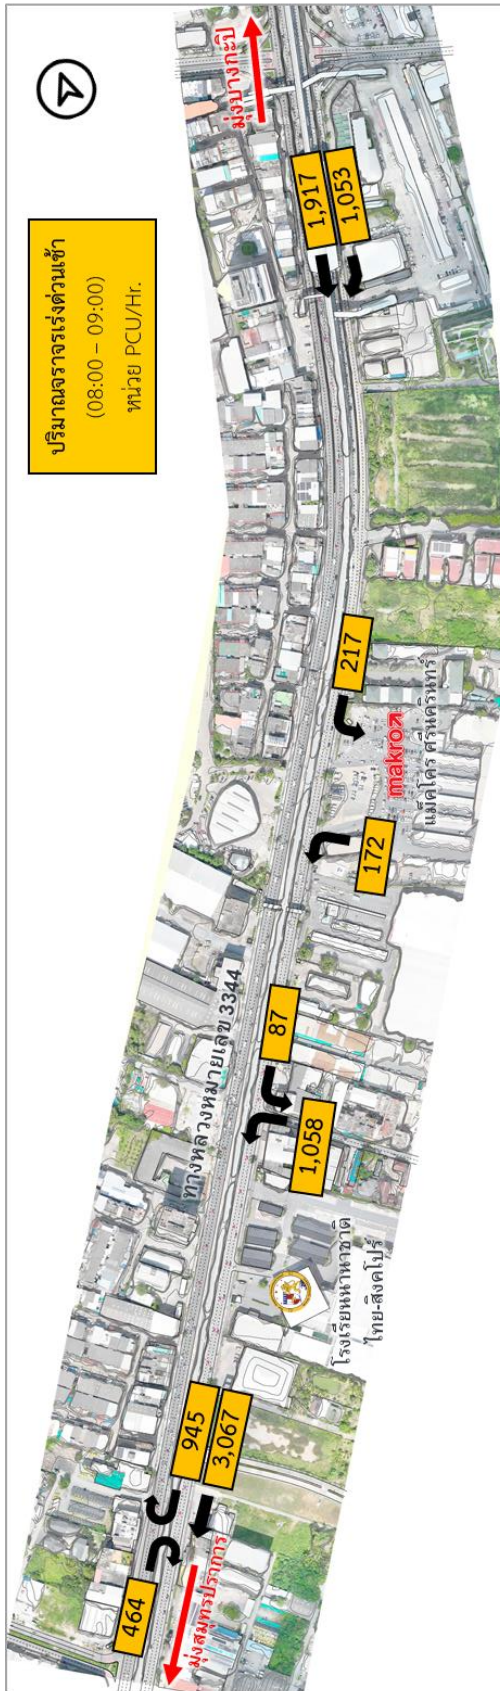 ปริมาณจราจรเร่งด่วนเช้า
(08:00 – 09:00)
หน่วย PCU/Hr.
มุ่งบางกะปิ
1,917
1,053
217
makro
แม็คโคร ศรีนครินทร์
172
ทางหลวงหมายเลข 3344
87
1,058
โรงเรียนนานาชาติ
ไทย-สิงคโปร์
945
3,067
464
มุ่งสมุทรปราการ